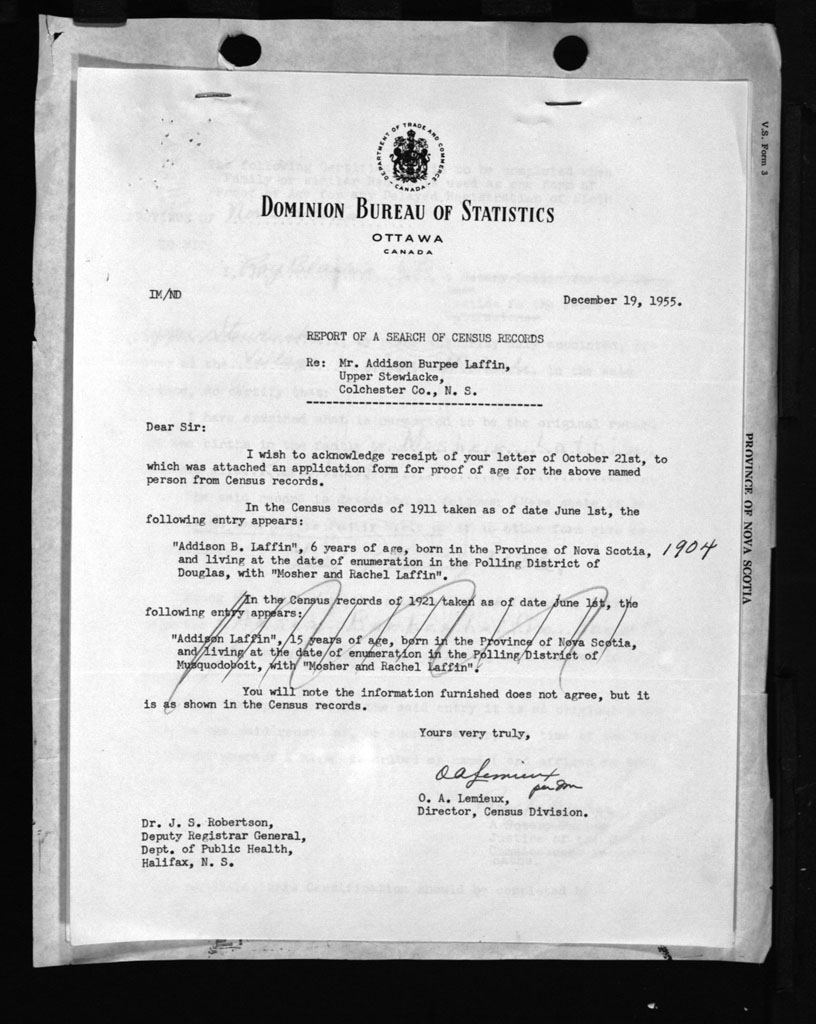 V.S. Form 3
DEPARTMENT OF TRADE AND COMMERCE
CANADA
DOMINION BUREAU OF STATISTICS
OTTAWA
CANADA
IM/ND
December 19, 1955.
REPORT OF A SEARCH OF CENSUS RECORDS
Re: Mr. Addison Burpee Laffin,
Upper Stewiacke,
Colchester Co., N. S.
Dear Sir:
I wish to acknowledge receipt of your letter of October 21st, to
which was attached an application form for proof of age for the above named
person from Census records.
In the Census records of 1911 taken as of date June 1st, the
following entry appears:
"Addison B. Laffin", 6 years of age, born in the Province of Nova Scotia, 1904
and living at the date of enumeration in the Polling District of
Douglas, with "Mosher and Rachel Laffin".
In the Census records of 1921 taken as of date June 1st, the
following entry appears:
"Addison Laffin", 15 years of age, born in the Province of Nova Scotia,
and living at the date of enumeration in the Polling District of
Musquodoboit, with "Mosher and Rachel Laffin".
You will note the information furnished does not agree, but it
is as shown in the Census records.
Yours very truly,
O A Lemieux
O. A. Lemieux,
Director, Census Division.
Dr. J. S. Robertson,
Deputy Registrar General,
Dept. of Public Health,
Halifax, N. S.
PROVINCE OF NOVA SCOTIA